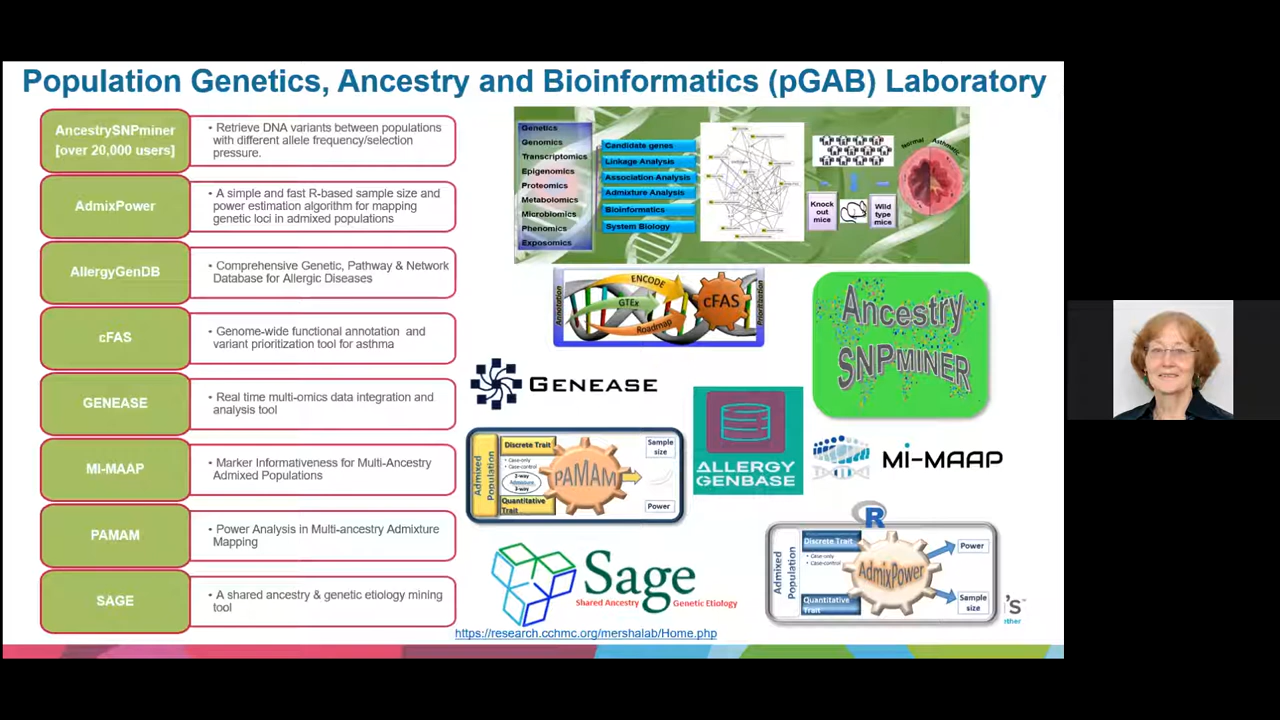 Population Genetics, Ancestry and Bioinformatics (pGAB) Laboratory
AncestrySNPminer
[over 20,000 users]
• Retrieve DNA variants between populations
with different allele frequency/selection
pressure.
AdmixPower
• A simple and fast R-based sample size and
power estimation algorithm for mapping
genetic loci in admixed populations
AllergyGenDB
• Comprehensive Genetic, Pathway & Network
Database for Allergic Diseases
cFAS
• Genome-wide functional annotation and
variant prioritization tool for asthma
GENEASE
• Real time multi-omics data integration and
analysis tool
MI-MAAP
• Marker Informativeness for Multi-Ancestry
Admixed Populations
PAMAM
• Power Analysis in Multi-ancestry Admixture
Mapping
SAGE
• A shared ancestry & genetic etiology mining
tool
Genetics
Genomics
Transcriptomics
Epigenomics
Proteomics
Metabolomics
Microbiomics
Phenomics
Exposomics
Candidate genes
Linkage Analysis
Association Analysis
Admixture Analysis
Bioinformatics
System Biology
Knock
out
mice
Wild
type
mice
Normal
Asthmatic
Annotation
ENCODE
GTEx
Roadmap
cFAS
Prioritization
Ancestry
SNPMINER
GENEASE
Admixed
Population
Discrete Trait
• Case-only
• Case-control
2-way
Admixture
3-way
Quantitative
Trait
PAMAM
Sample
size
Power
ALLERGY
GENBASE
Mi-MAAP
R
Admixed
Population
Discrete Trait
• Case-only
• Case-control
Quantitative
Trait
AdmixPower
Power
Sample
size
Sage
Shared Ancestry Genetic Etiology
https://research.cchmc.org/mershalab/Home.php
's™
rther